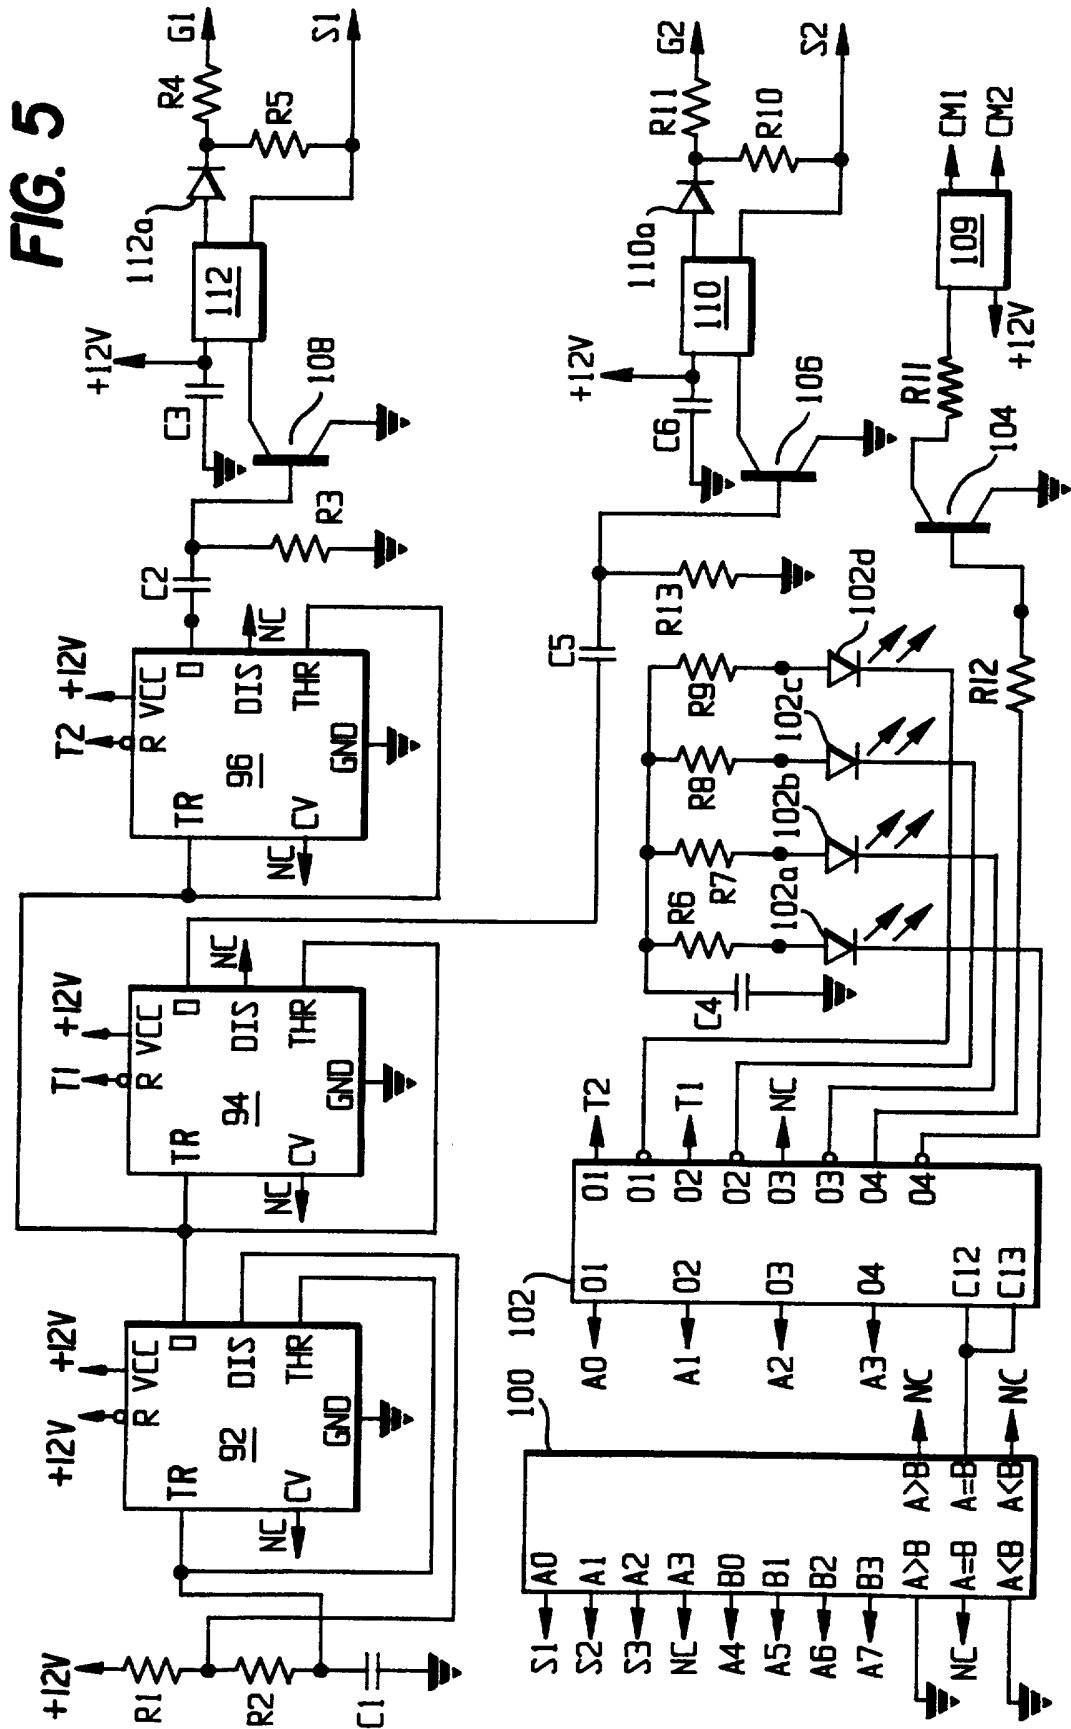 FIG. 5
+12V
R1
R2
C1
+12V
+12V
R
VCC
TR
92
O
DIS
THR
CV
GND
NC
T1
+12V
R
VCC
TR
94
O
DIS
NC
THR
CV
GND
NC
T2
+12V
R
VCC
TR
96
O
DIS
NC
THR
CV
GND
NC
C2
R3
108
C3
+12V
112
112a
R4
R5
G1
S1
C5
R13
106
C6
+12V
110
110a
R11
R10
G2
S2
100
S1
S2
S3
NC
A4
A5
A6
A7
NC
A0
A1
A2
A3
B0
B1
B2
B3
A>B
A=B
A<B
A>B
A=B
A<B
NC
NC
102
A0
A1
A2
A3
O1
O2
O3
O4
C12
C13
O1
O1
O2
O2
O3
O3
O4
O4
T2
T1
NC
C4
R6
R7
R8
R9
102a
102b
102c
102d
R12
104
R11
109
+12V
CM1
CM2